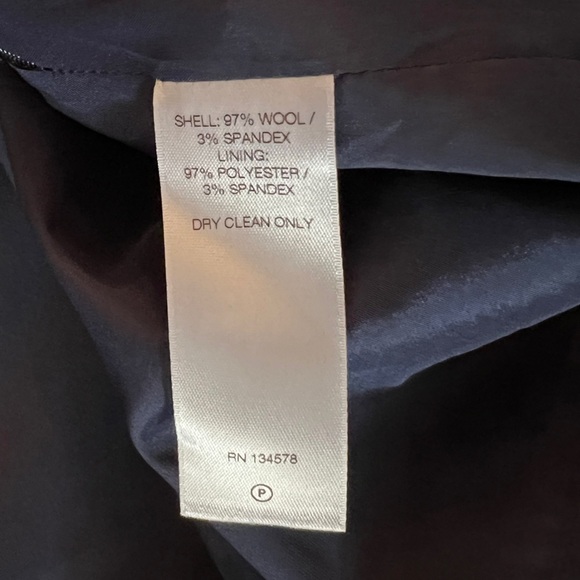 SHELL: 97% WOOL /
3% SPANDEX
LINING:
97% POLYESTER /
3% SPANDEX
DRY CLEAN ONLY
RN 134578
P